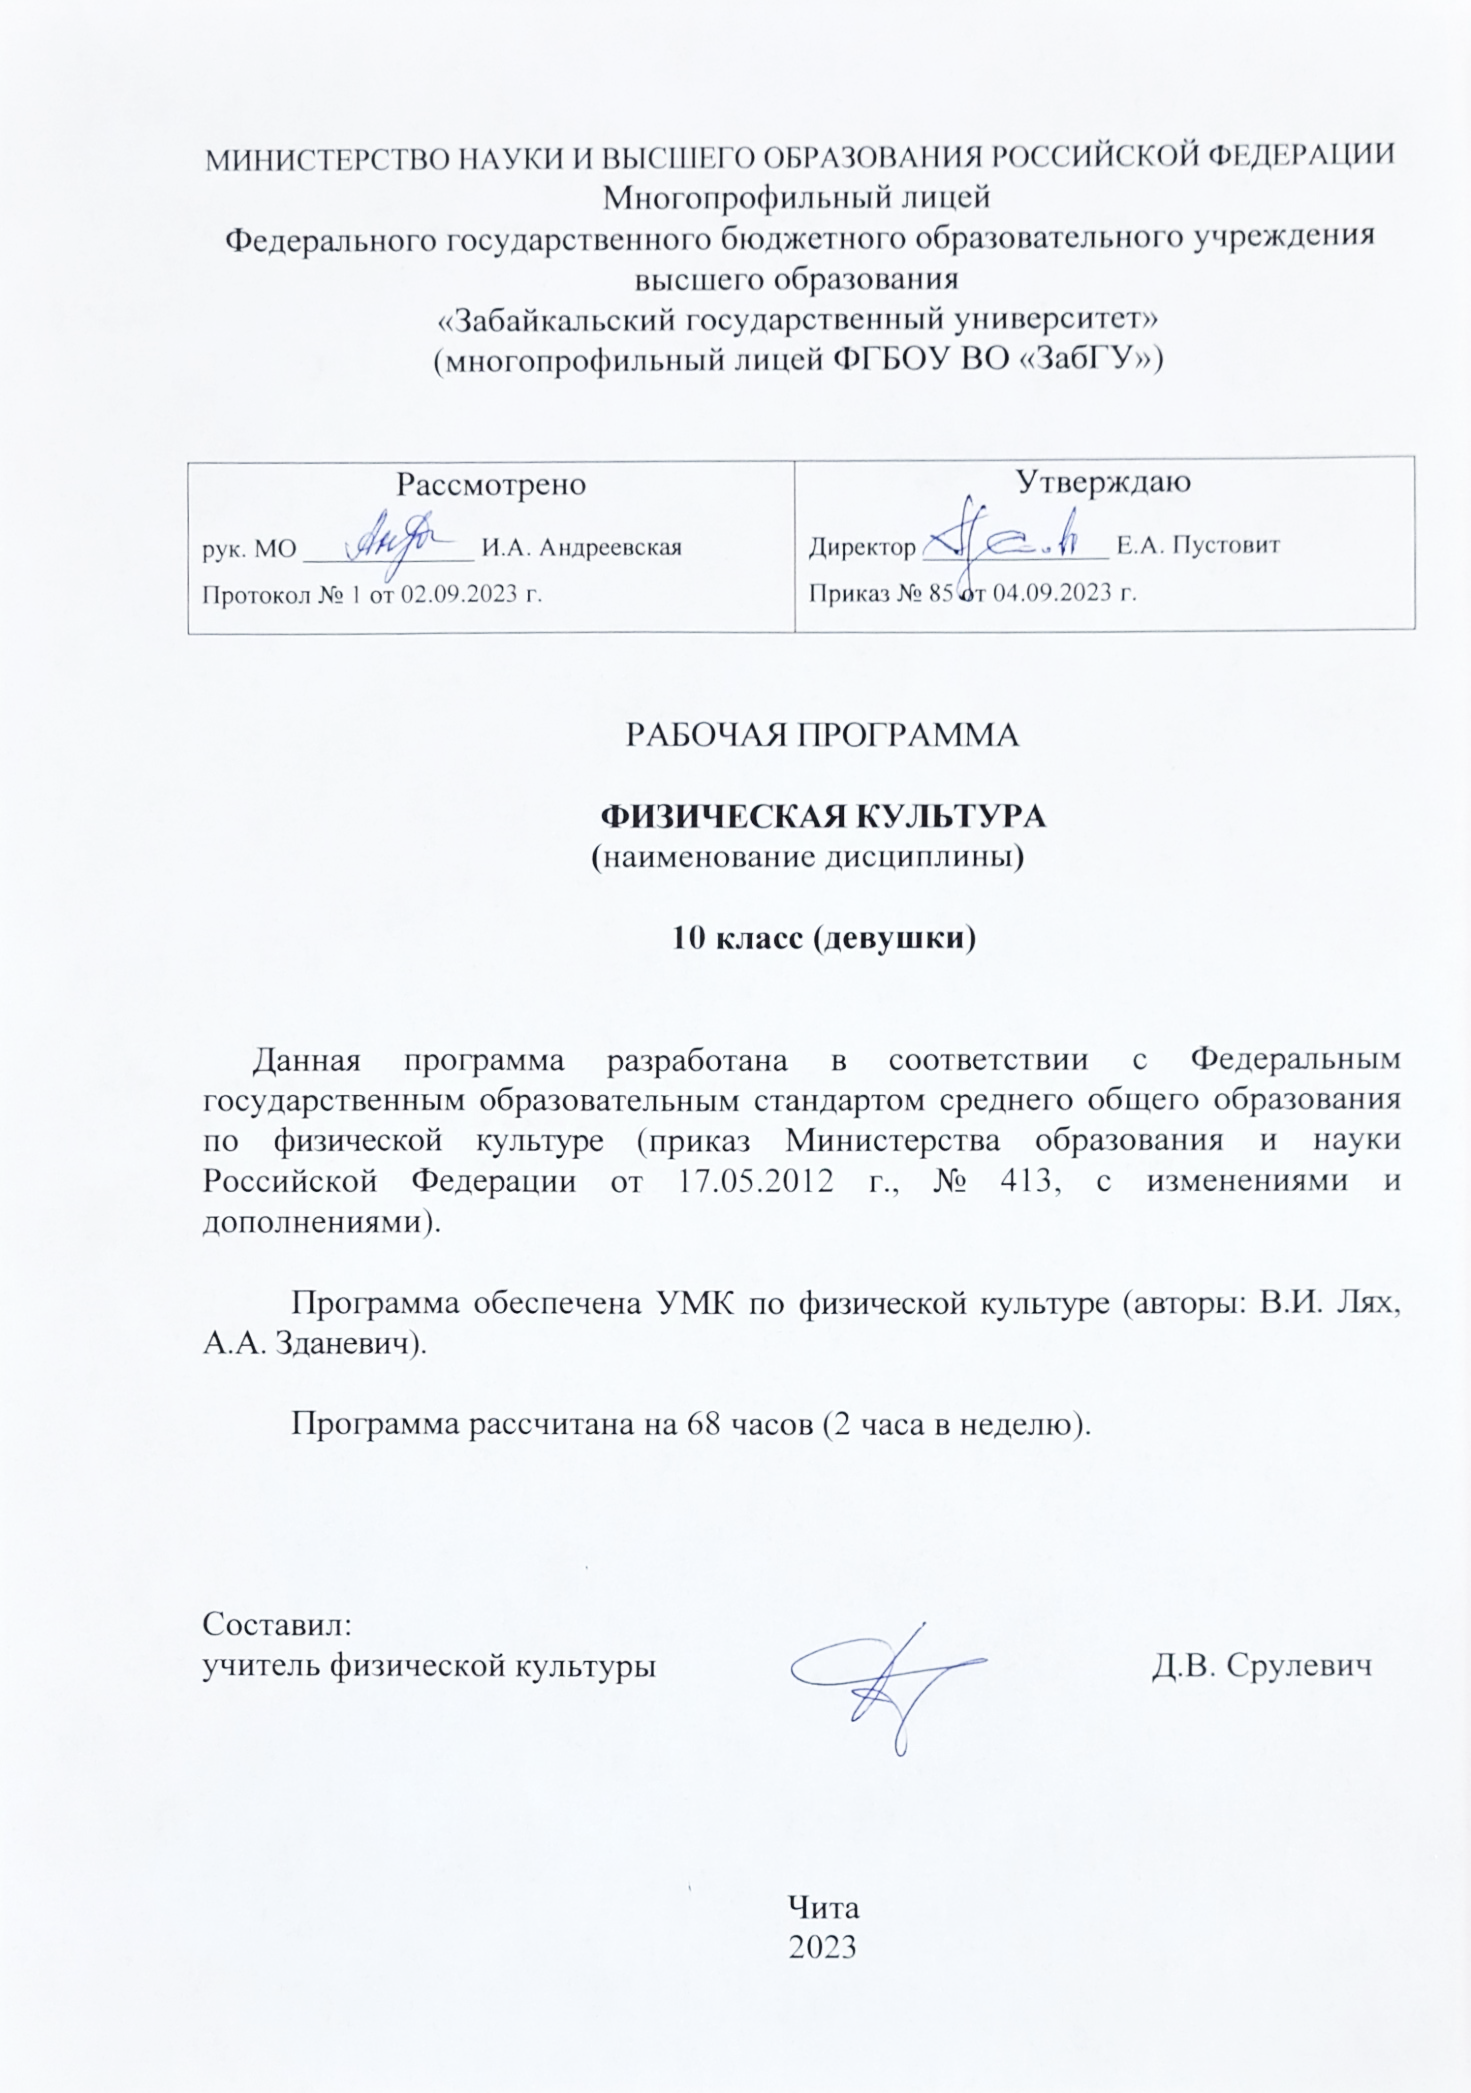 МИНИСТЕРСТВО НАУКИ И ВЫСШЕГО ОБРАЗОВАНИЯ РОССИЙСКОЙ ФЕДЕРАЦИИ
Многопрофильный лицей
Федерального государственного бюджетного образовательного учреждения
высшего образования
«Забайкальский государственный университет»
(многопрофильный лицей ФГБОУ ВО «ЗабГУ»)
Рассмотрено
рук. МО И.А. Андреевская
Протокол № 1 от 02.09.2023 г.
Утверждаю
Директор Е.А. Пустовит
Приказ № 85 от 04.09.2023 г.
РАБОЧАЯ ПРОГРАММА
ФИЗИЧЕСКАЯ КУЛЬТУРА
(наименование дисциплины)
10 класс (девушки)
Данная программа разработана в соответствии с Федеральным
государственным образовательным стандартом среднего общего образования
по физической культуре (приказ Министерства образования и науки
Российской Федерации от 17.05.2012 г., № 413, с изменениями и
дополнениями).
Программа обеспечена УМК по физической культуре (авторы: В.И. Лях,
А.А. Зданевич).
Программа рассчитана на 68 часов (2 часа в неделю).
Составил:
учитель физической культуры Д.В. Срулевич
Чита
2023